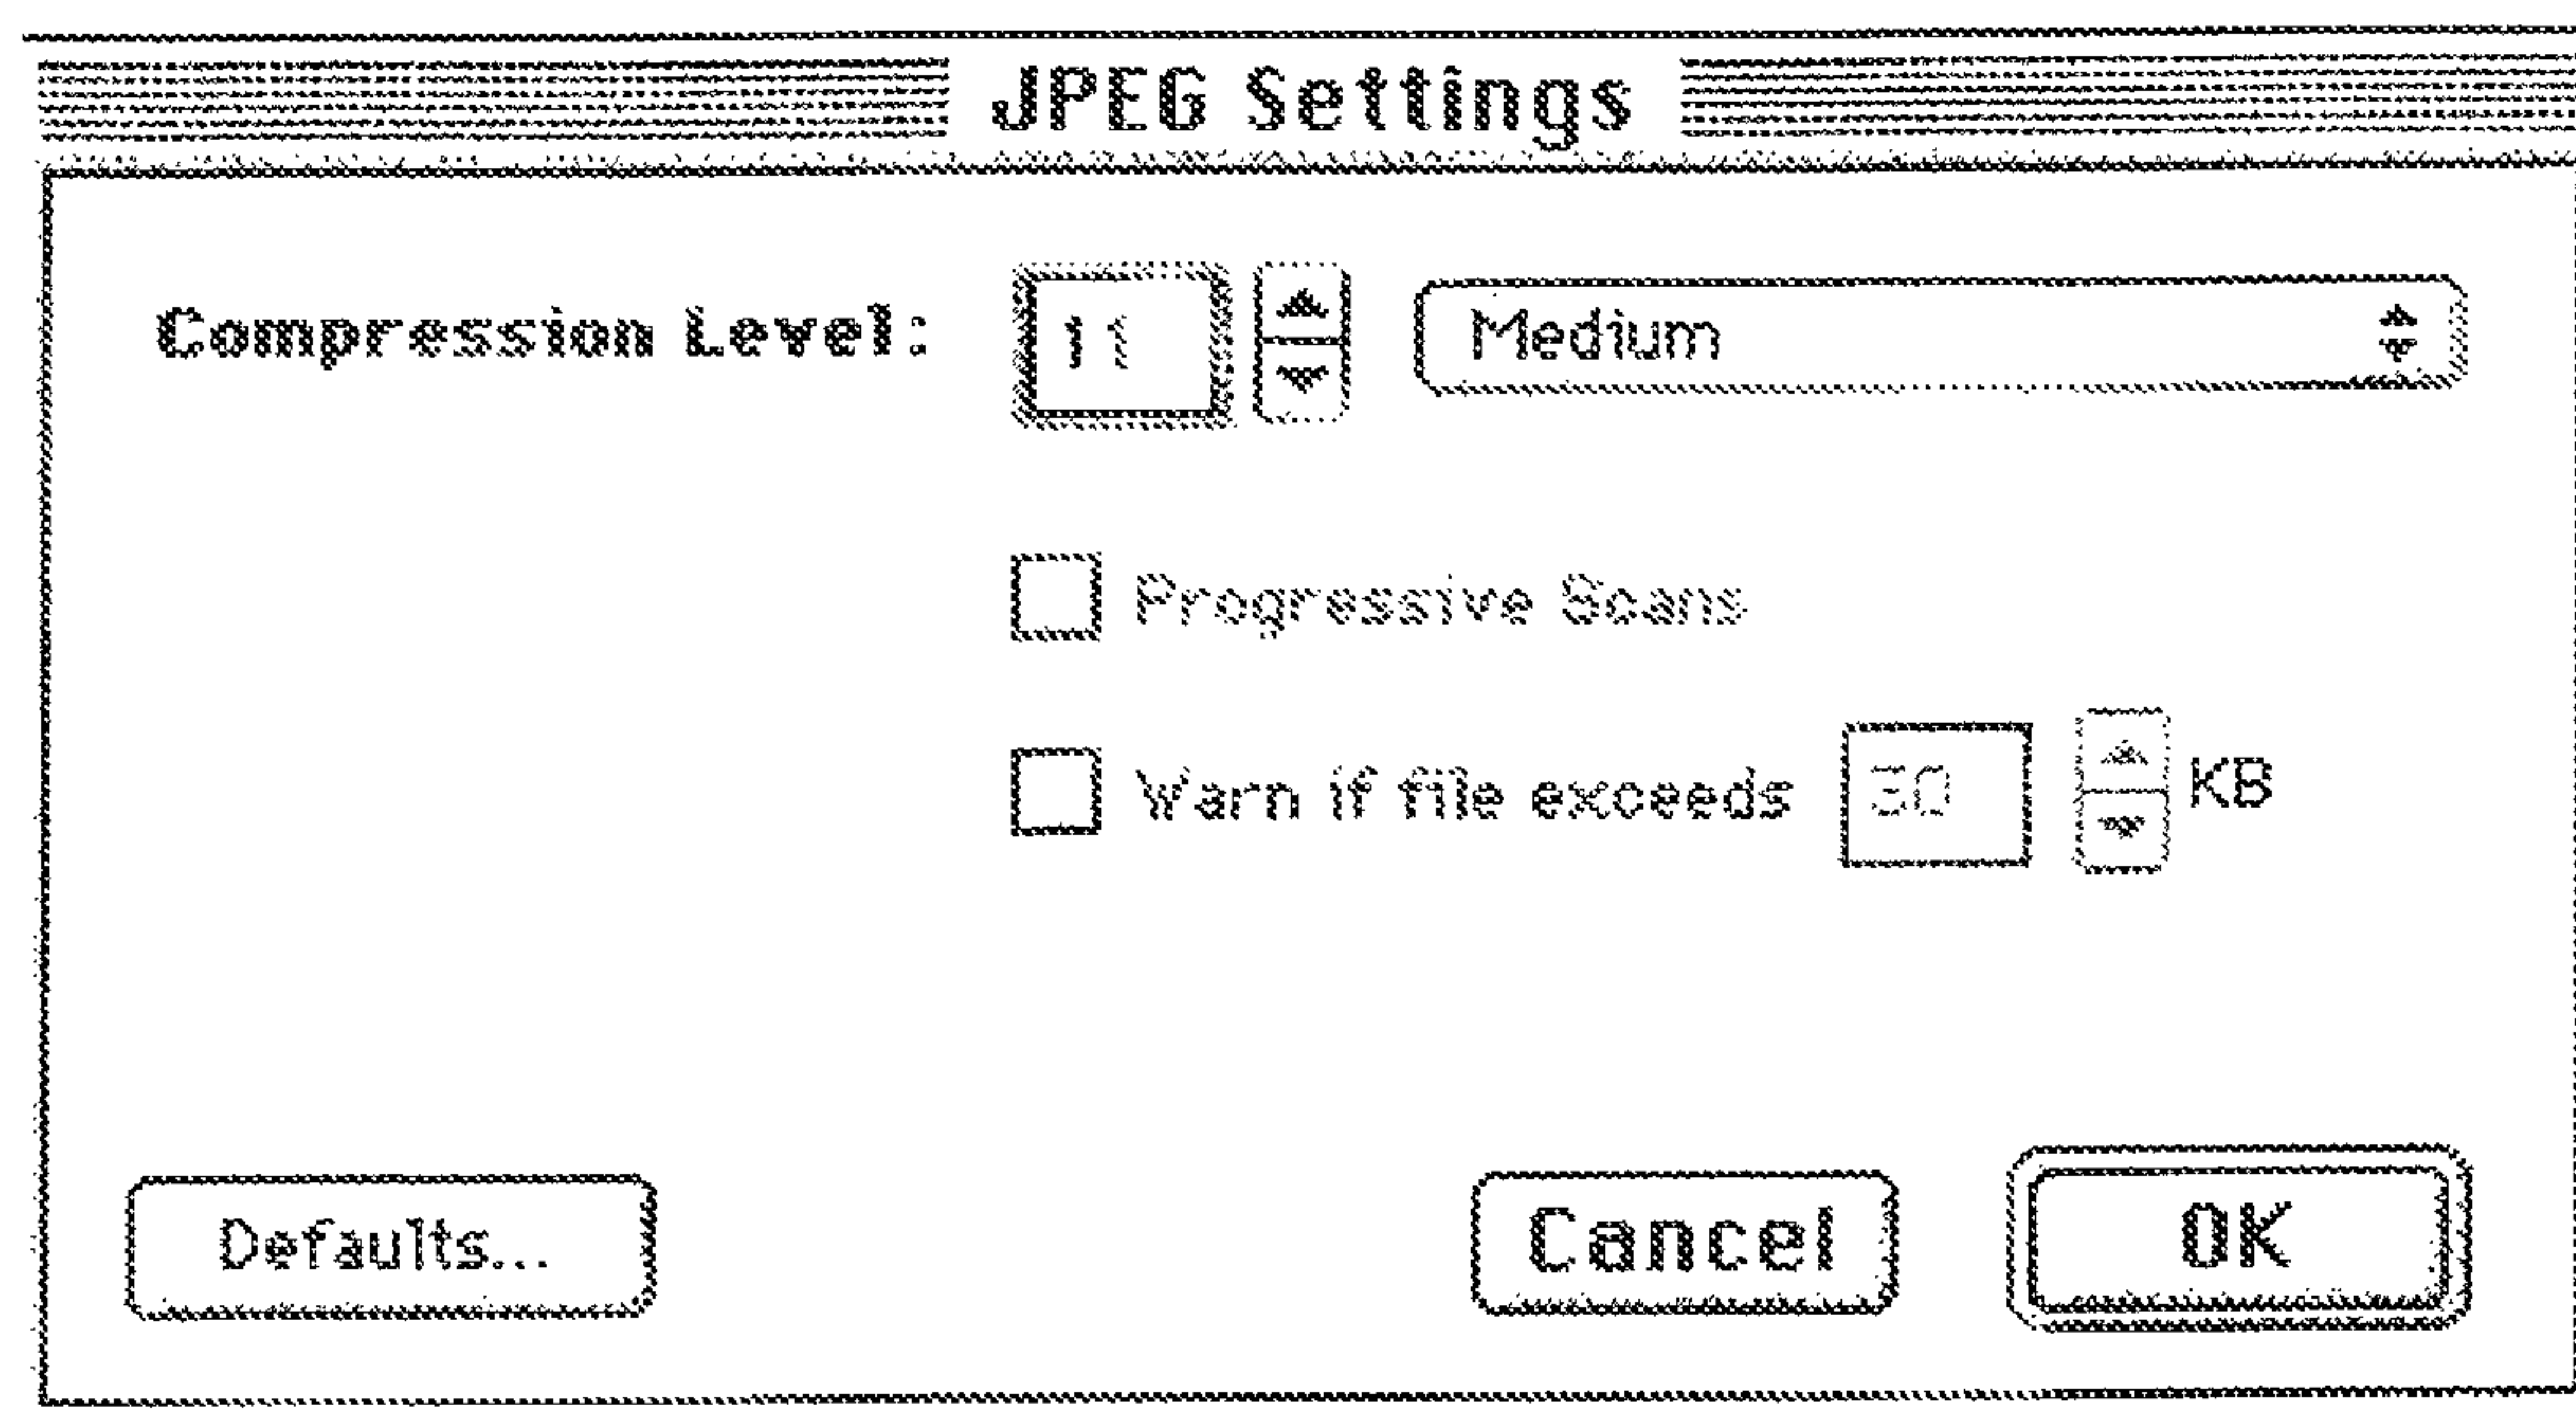 JPEG Settings
Compression Level: 11 Medium
Progressive Scans
Warn if file exceeds 30 KB
Defaults... Cancel OK